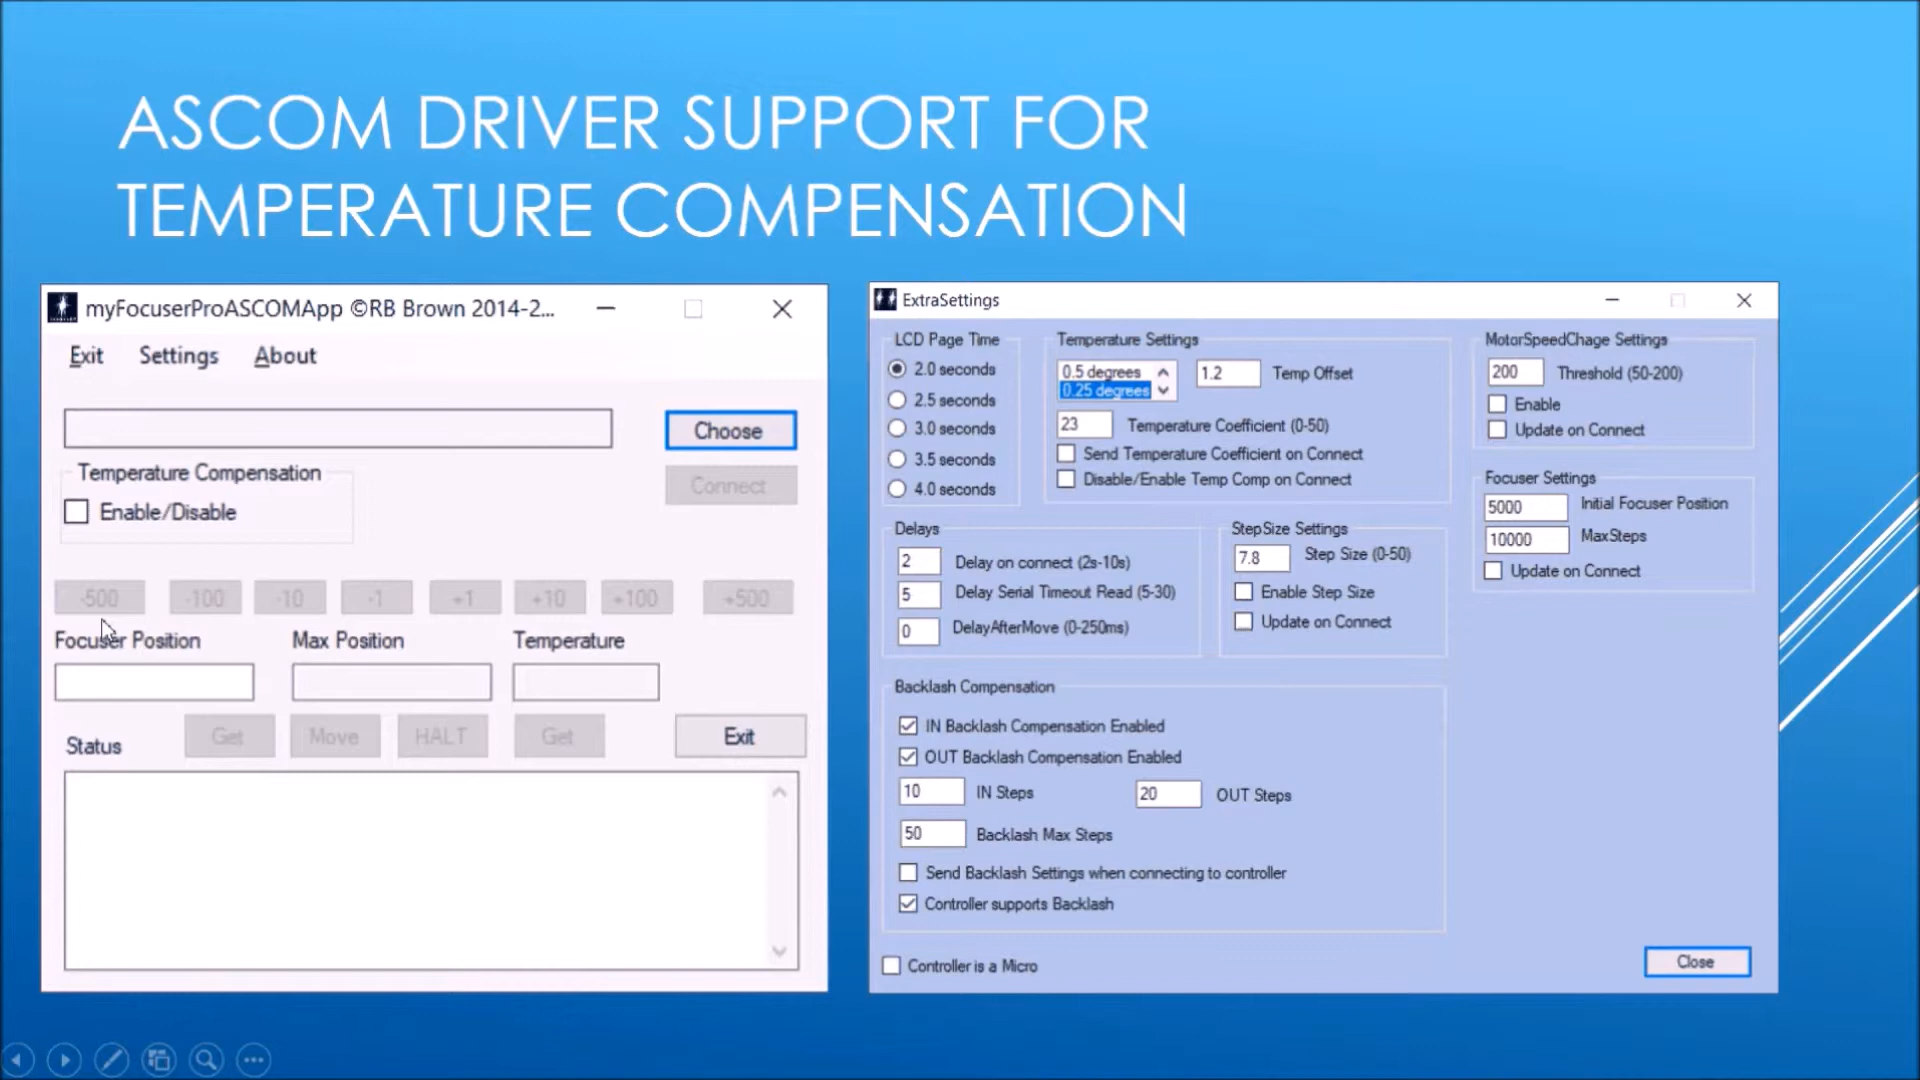 ASCOM DRIVER SUPPORT FOR
TEMPERATURE COMPENSATION
myFocuserProASCOMApp ©RB Brown 2014-2...
Exit Settings About
Choose
Temperature Compensation
Connect
Enable/Disable
-500 -100 -10 -1 +1 +10 +100 +500
Focuser Position Max Position Temperature
Status Get Move HALT Get Exit
ExtraSettings
LCD Page Time
2.0 seconds
2.5 seconds
3.0 seconds
3.5 seconds
4.0 seconds
Temperature Settings
0.5 degrees
0.25 degrees
1.2 Temp Offset
23 Temperature Coefficient (0-50)
Send Temperature Coefficient on Connect
Disable/Enable Temp Comp on Connect
MotorSpeedChage Settings
200 Threshold (50-200)
Enable
Update on Connect
Delays
2 Delay on connect (2s-10s)
5 Delay Serial Timeout Read (5-30)
0 DelayAfterMove (0-250ms)
StepSize Settings
7.8 Step Size (0-50)
Enable Step Size
Update on Connect
Focuser Settings
5000 Initial Focuser Position
10000 MaxSteps
Update on Connect
Backlash Compensation
IN Backlash Compensation Enabled
OUT Backlash Compensation Enabled
10 IN Steps 20 OUT Steps
50 Backlash Max Steps
Send Backlash Settings when connecting to controller
Controller supports Backlash
Controller is a Micro
Close